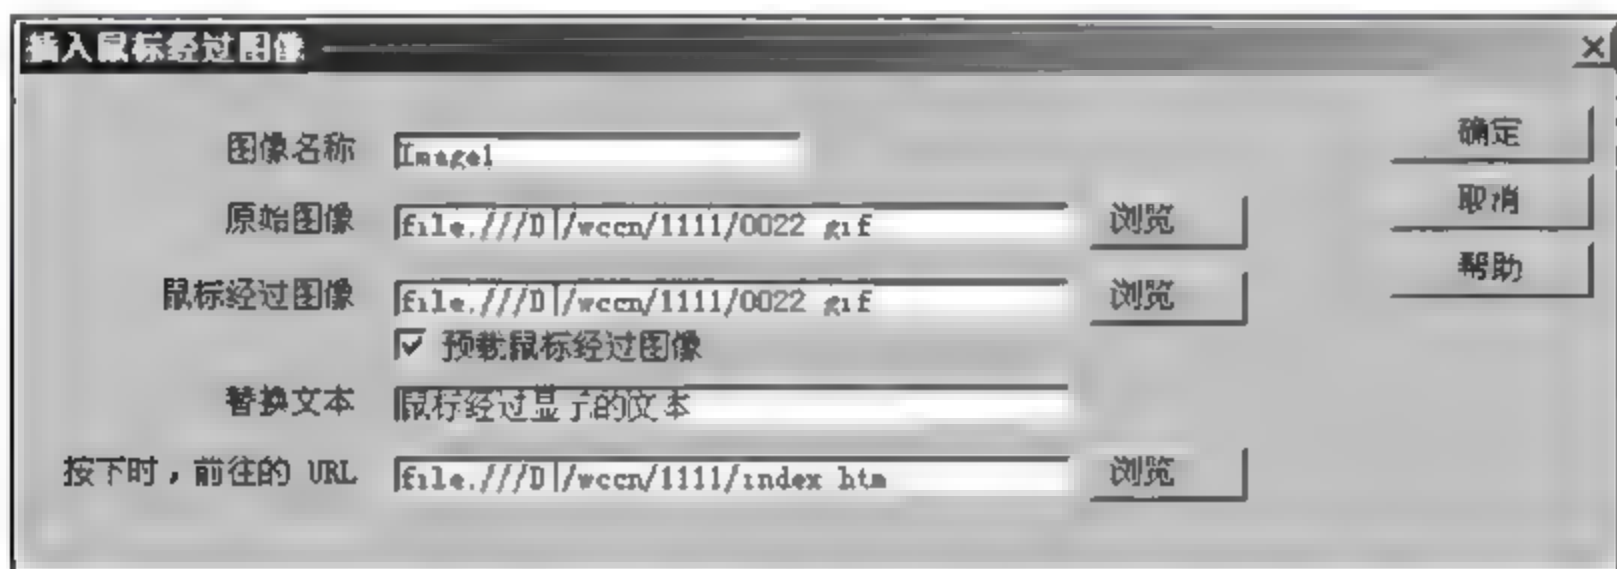 插入鼠标经过图像
图像名称 Image1 确定
原始图像 file:///D|/wccn/1111/0022.gif 浏览 取消
鼠标经过图像 file:///D|/wccn/1111/0022.gif 浏览 帮助
预载鼠标经过图像
替换文本 鼠标经过显示的文本
按下时，前往的 URL file:///D|/wccn/1111/index.htm 浏览